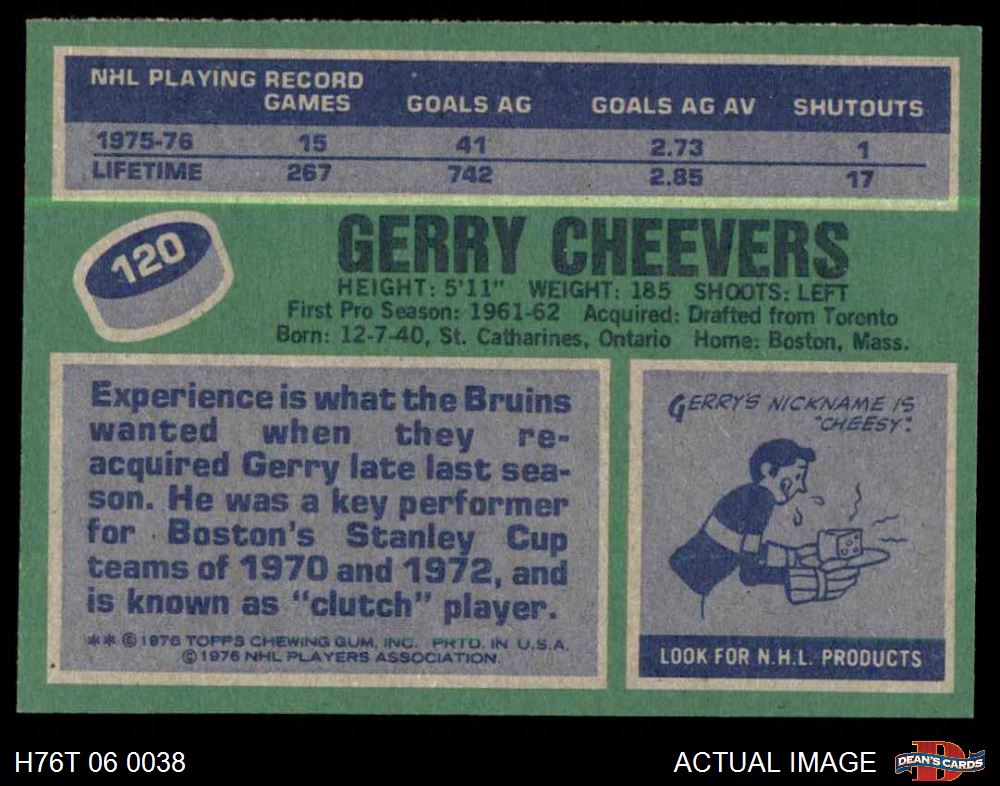 NHL PLAYING RECORD
GAMES GOALS AG GOALS AG AV SHUTOUTS
1975-76 15 41 2.73 1
LIFETIME 267 742 2.85 17
120
GERRY CHEEVERS
HEIGHT: 5'11" WEIGHT: 185 SHOOTS: LEFT
First Pro Season: 1961-62 Acquired: Drafted from Toronto
Born: 12-7-40, St. Catharines, Ontario Home: Boston, Mass.
Experience is what the Bruins
wanted when they re-
acquired Gerry late last sea-
son. He was a key performer
for Boston's Stanley Cup
teams of 1970 and 1972, and
is known as "clutch" player.
** © 1976 TOPPS CHEWING GUM, INC. PRTD. IN U.S.A.
© 1976 NHL PLAYERS ASSOCIATION.
GERRY'S NICKNAME IS
"CHEESY".
LOOK FOR N.H.L. PRODUCTS
H76T 06 0038
ACTUAL IMAGE
D
DEAN'S CARDS